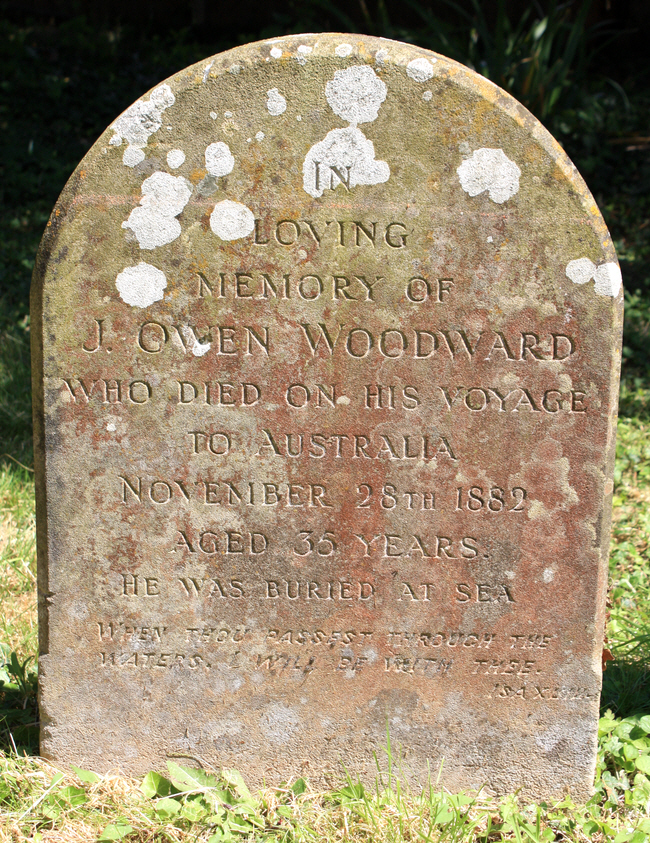 IN
LOVING
MEMORY OF
J. OWEN WOODWARD
WHO DIED ON HIS VOYAGE
TO AUSTRALIA
NOVEMBER 28TH 1882
AGED 35 YEARS.
HE WAS BURIED AT SEA
WHEN THOU PASSEST THROUGH THE
WATERS, I WILL BE WITH THEE.